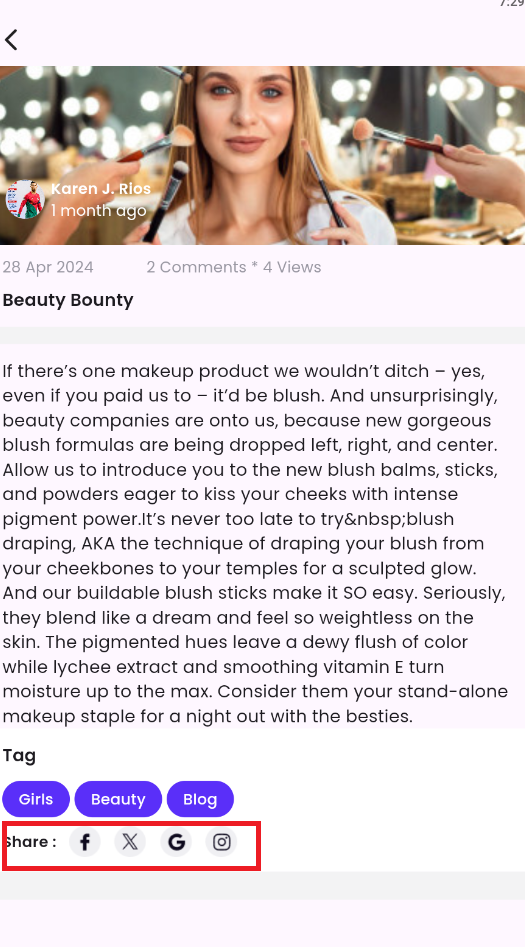 7:29
Karen J. Rios
1 month ago
28 Apr 2024 2 Comments * 4 Views
Beauty Bounty
If there’s one makeup product we wouldn’t ditch – yes,
even if you paid us to – it’d be blush. And unsurprisingly,
beauty companies are onto us, because new gorgeous
blush formulas are being dropped left, right, and center.
Allow us to introduce you to the new blush balms, sticks,
and powders eager to kiss your cheeks with intense
pigment power.It’s never too late to try&nbsp;blush
draping, AKA the technique of draping your blush from
your cheekbones to your temples for a sculpted glow.
And our buildable blush sticks make it SO easy. Seriously,
they blend like a dream and feel so weightless on the
skin. The pigmented hues leave a dewy flush of color
while lychee extract and smoothing vitamin E turn
moisture up to the max. Consider them your stand-alone
makeup staple for a night out with the besties.
Tag
Girls Beauty Blog
Share :